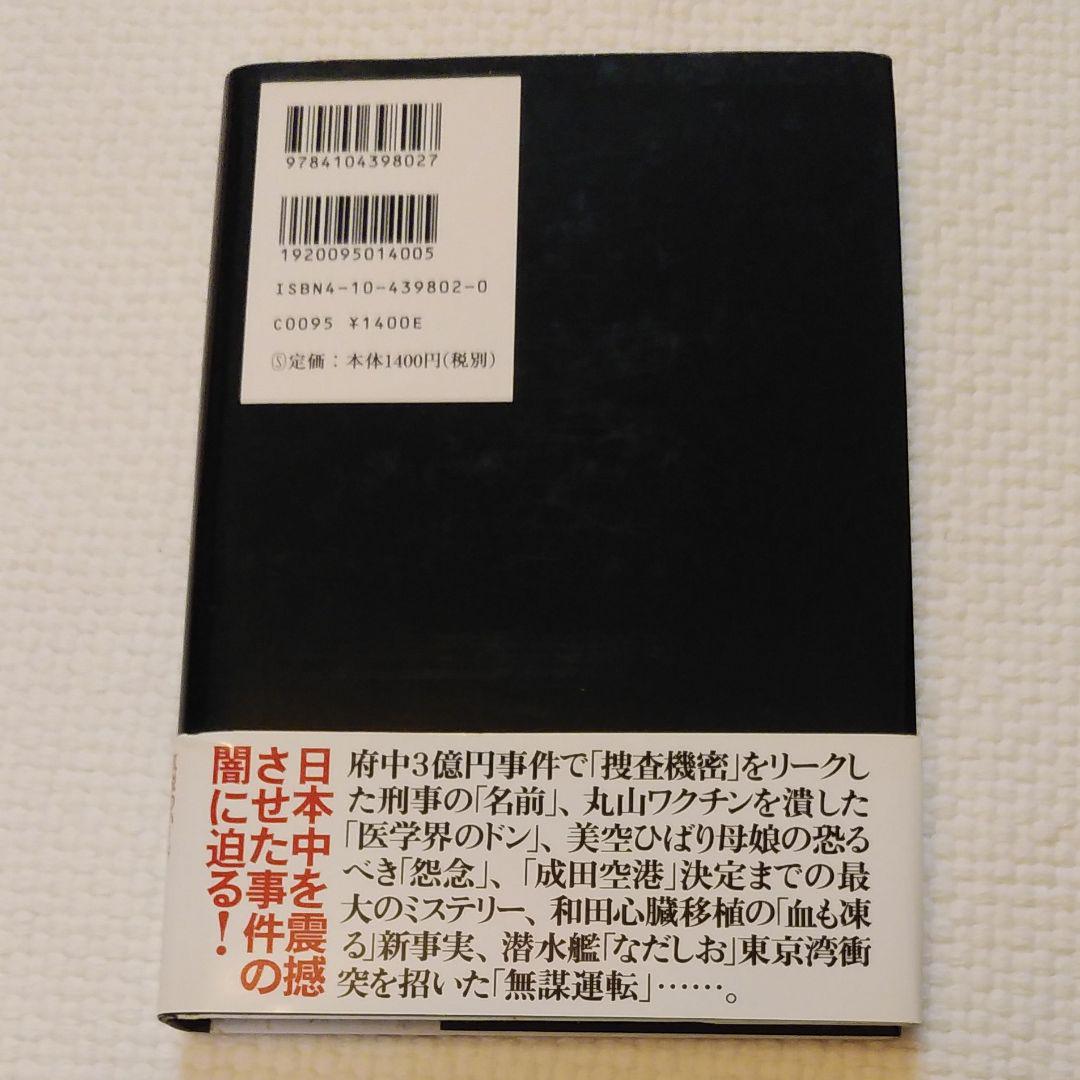 9784104398027
1920095014005
ISBN4-10-439802-0
C0095 ¥1400E
Ⓢ定価：本体1400円(税別)
日本中を震撼
させた事件の
闇に迫る！
府中3億円事件で「捜査機密」をリークし
た刑事の「名前」、丸山ワクチンを潰した
「医学界のドン」、美空ひばり母娘の恐る
べき「怨念」、「成田空港」決定までの最
大のミステリー、和田心臓移植の「血も凍
る」新事実、潜水艦「なだしお」東京湾衝
突を招いた「無謀運転」……。